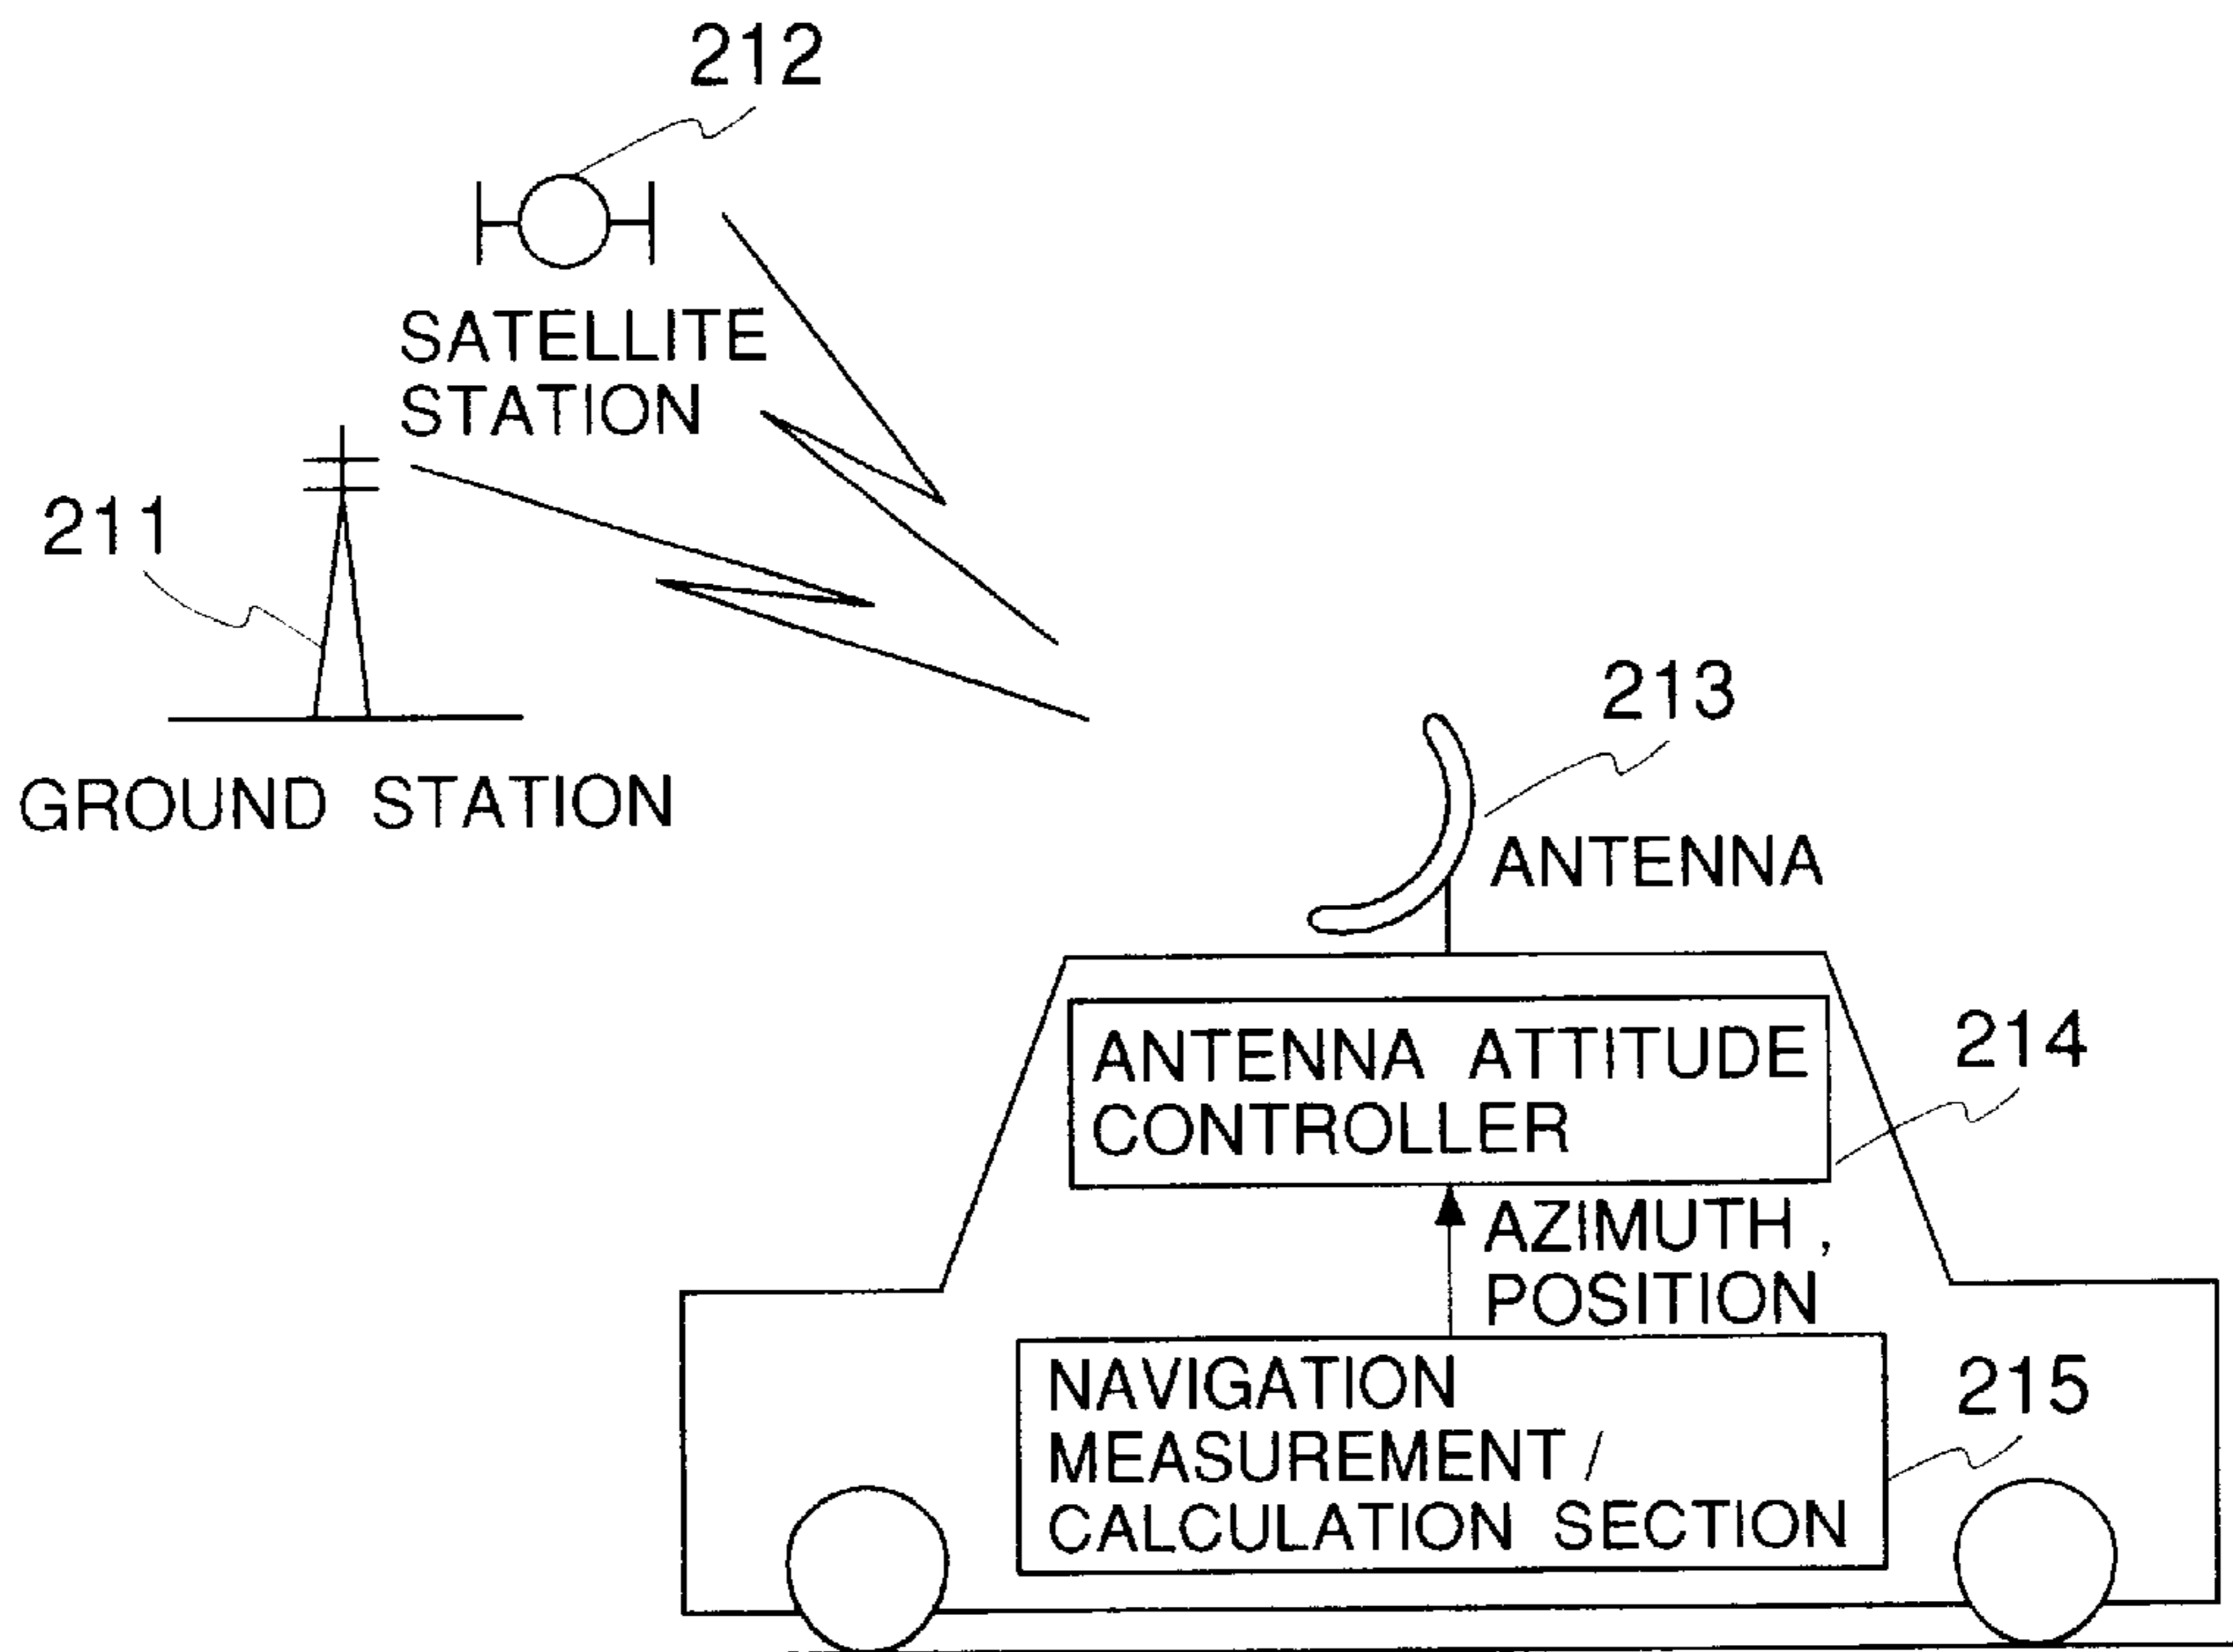 212
SATELLITE
STATION
211
GROUND STATION
213
ANTENNA
ANTENNA ATTITUDE
CONTROLLER
214
AZIMUTH,
POSITION
NAVIGATION
MEASUREMENT /
CALCULATION SECTION
215